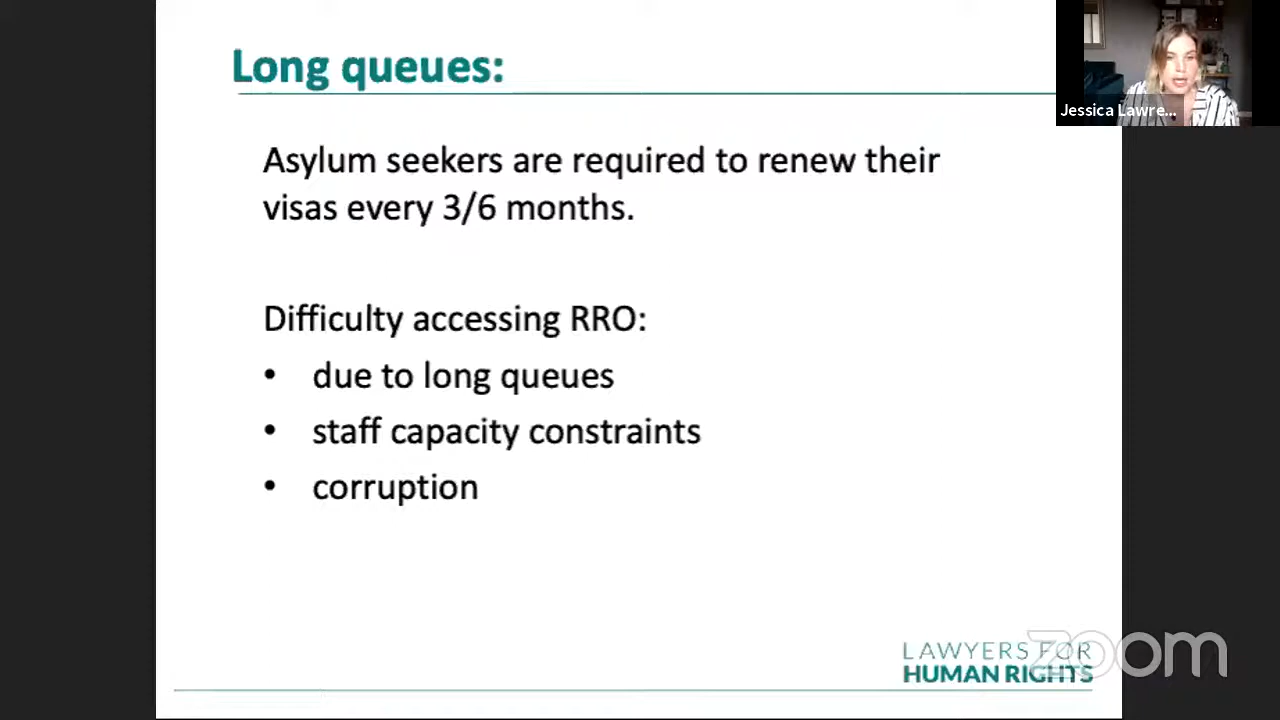 Long queues:
Jessica Lawre...
Asylum seekers are required to renew their
visas every 3/6 months.
Difficulty accessing RRO:
• due to long queues
• staff capacity constraints
• corruption
LAWYERS FOR
HUMAN RIGHTS
zoom